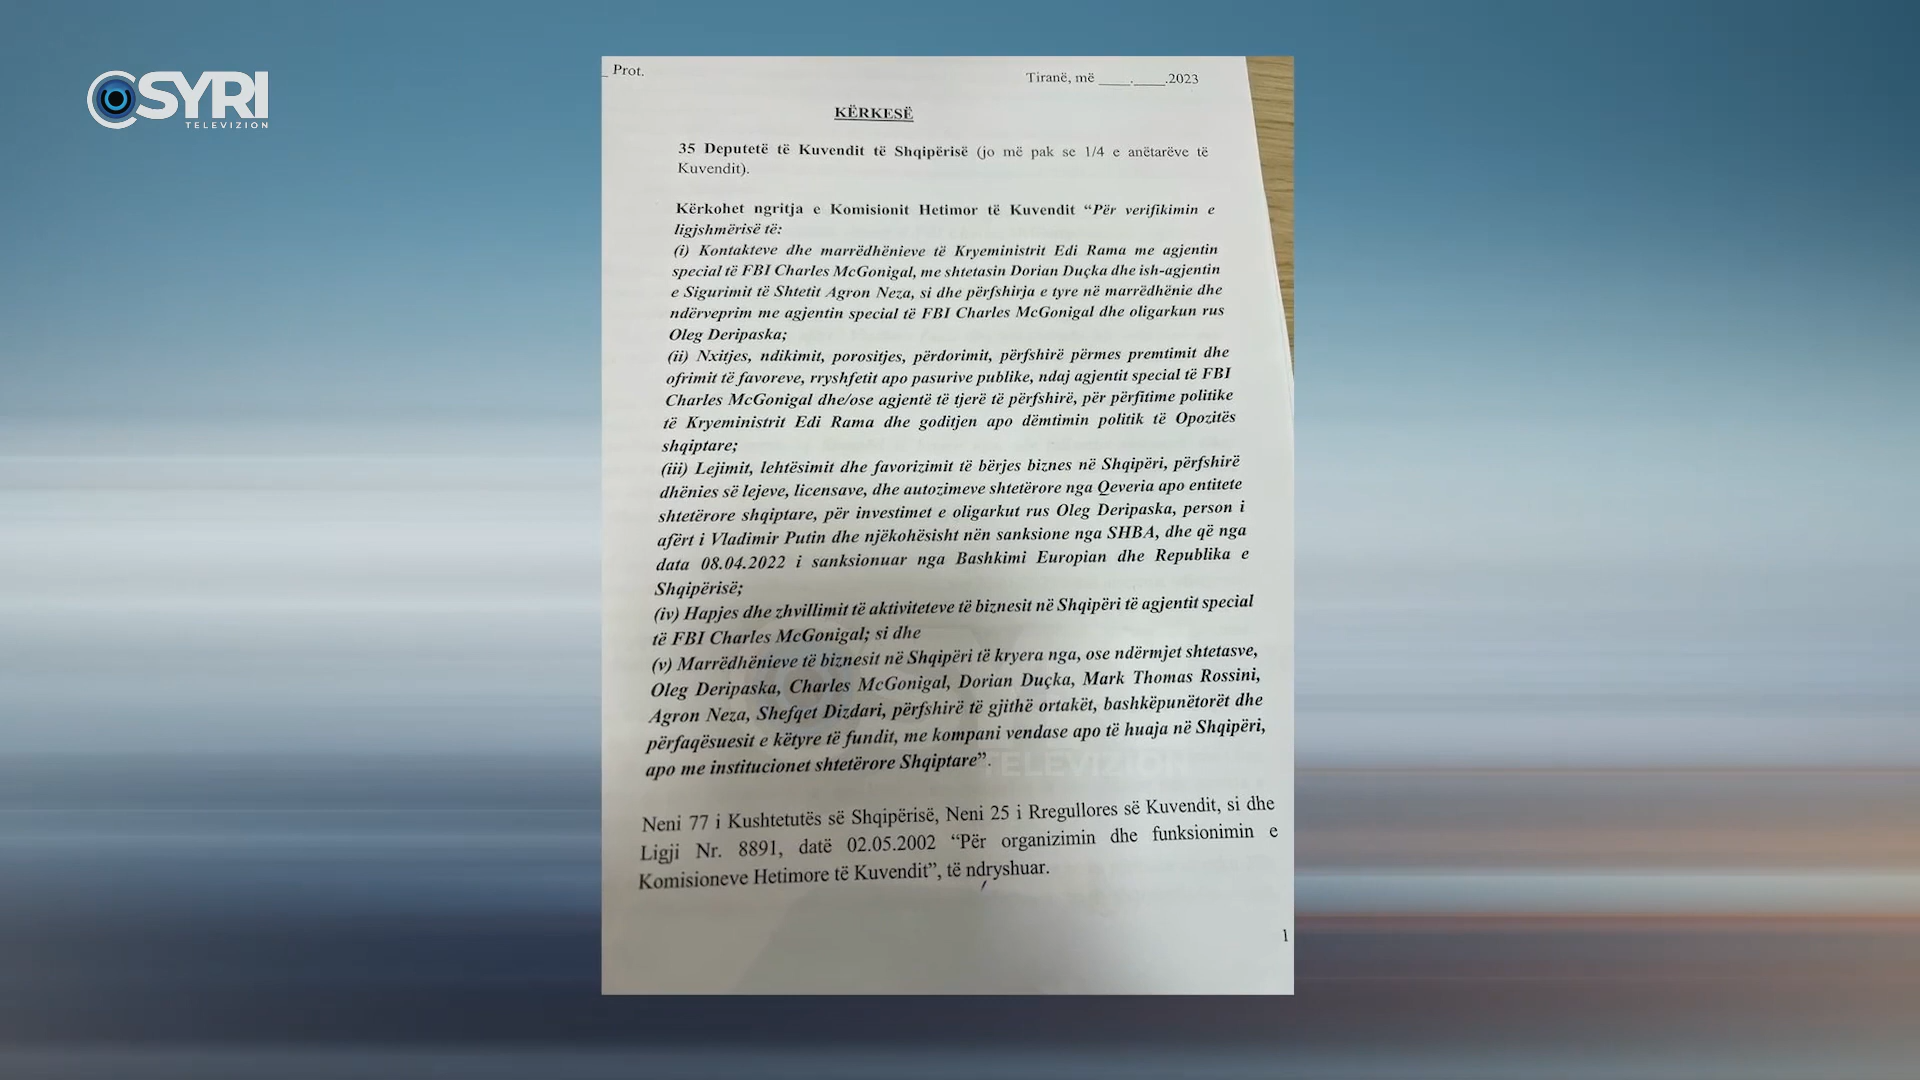 SYRI
TELEVIZION
Prot.
Tiranë, më ____.____.2023
KËRKESË
35 Deputetë të Kuvendit të Shqipërisë (jo më pak se 1/4 e anëtarëve të
Kuvendit).
Kërkohet ngritja e Komisionit Hetimor të Kuvendit “Për verifikimin e
ligjshmërisë të:
(i) Kontakteve dhe marrëdhënieve të Kryeministrit Edi Rama me agjentin
special të FBI Charles McGonigal, me shtetasin Dorian Duçka dhe ish-agjentin
e Sigurimit të Shtetit Agron Neza, si dhe përfshirja e tyre në marrëdhënie dhe
ndërveprim me agjentin special të FBI Charles McGonigal dhe oligarkun rus
Oleg Deripaska;
(ii) Nxitjes, ndikimit, porositjes, përdorimit, përfshirë përmes premtimit dhe
ofrimit të favoreve, rryshfetit apo pasurive publike, ndaj agjentit special të FBI
Charles McGonigal dhe/ose agjentë të tjerë të përfshirë, për përfitime politike
të Kryeministrit Edi Rama dhe goditjen apo dëmtimin politik të Opozitës
shqiptare;
(iii) Lejimit, lehtësimit dhe favorizimit të bërjes biznes në Shqipëri, përfshirë
dhënies së lejeve, licensave, dhe autozimeve shtetërore nga Qeveria apo entitete
shtetërore shqiptare, për investimet e oligarkut rus Oleg Deripaska, person i
afërt i Vladimir Putin dhe njëkohësisht nën sanksione nga SHBA, dhe që nga
data 08.04.2022 i sanksionuar nga Bashkimi Europian dhe Republika e
Shqipërisë;
(iv) Hapjes dhe zhvillimit të aktiviteteve të biznesit në Shqipëri të agjentit special
të FBI Charles McGonigal; si dhe
(v) Marrëdhënieve të biznesit në Shqipëri të kryera nga, ose ndërmjet shtetasve,
Oleg Deripaska, Charles McGonigal, Dorian Duçka, Mark Thomas Rossini,
Agron Neza, Shefqet Dizdari, përfshirë të gjithë ortakët, bashkëpunëtorët dhe
përfaqësuesit e këtyre të fundit, me kompani vendase apo të huaja në Shqipëri,
apo me institucionet shtetërore Shqiptare”.
TELEVIZION
Neni 77 i Kushtetutës së Shqipërisë, Neni 25 i Rregullores së Kuvendit, si dhe
Ligji Nr. 8891, datë 02.05.2002 “Për organizimin dhe funksionimin e
Komisioneve Hetimore të Kuvendit”, të ndryshuar.
1